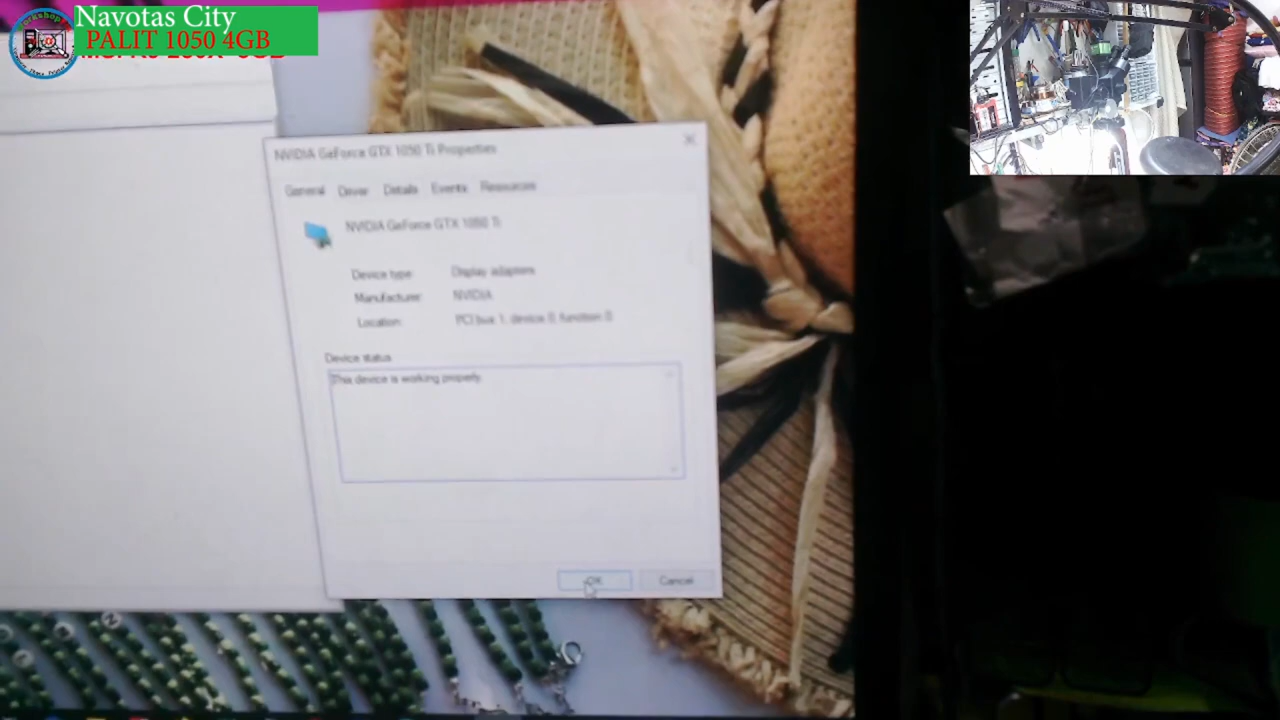 Navotas City
PALIT 1050 4GB
NVIDIA GeForce GTX 1050 Ti Properties
General Driver Details Events Resources
NVIDIA GeForce GTX 1050 Ti
Device type: Display adapters
Manufacturer: NVIDIA
Location: PCI bus 1, device 0, function 0
Device status
This device is working properly.
OK Cancel